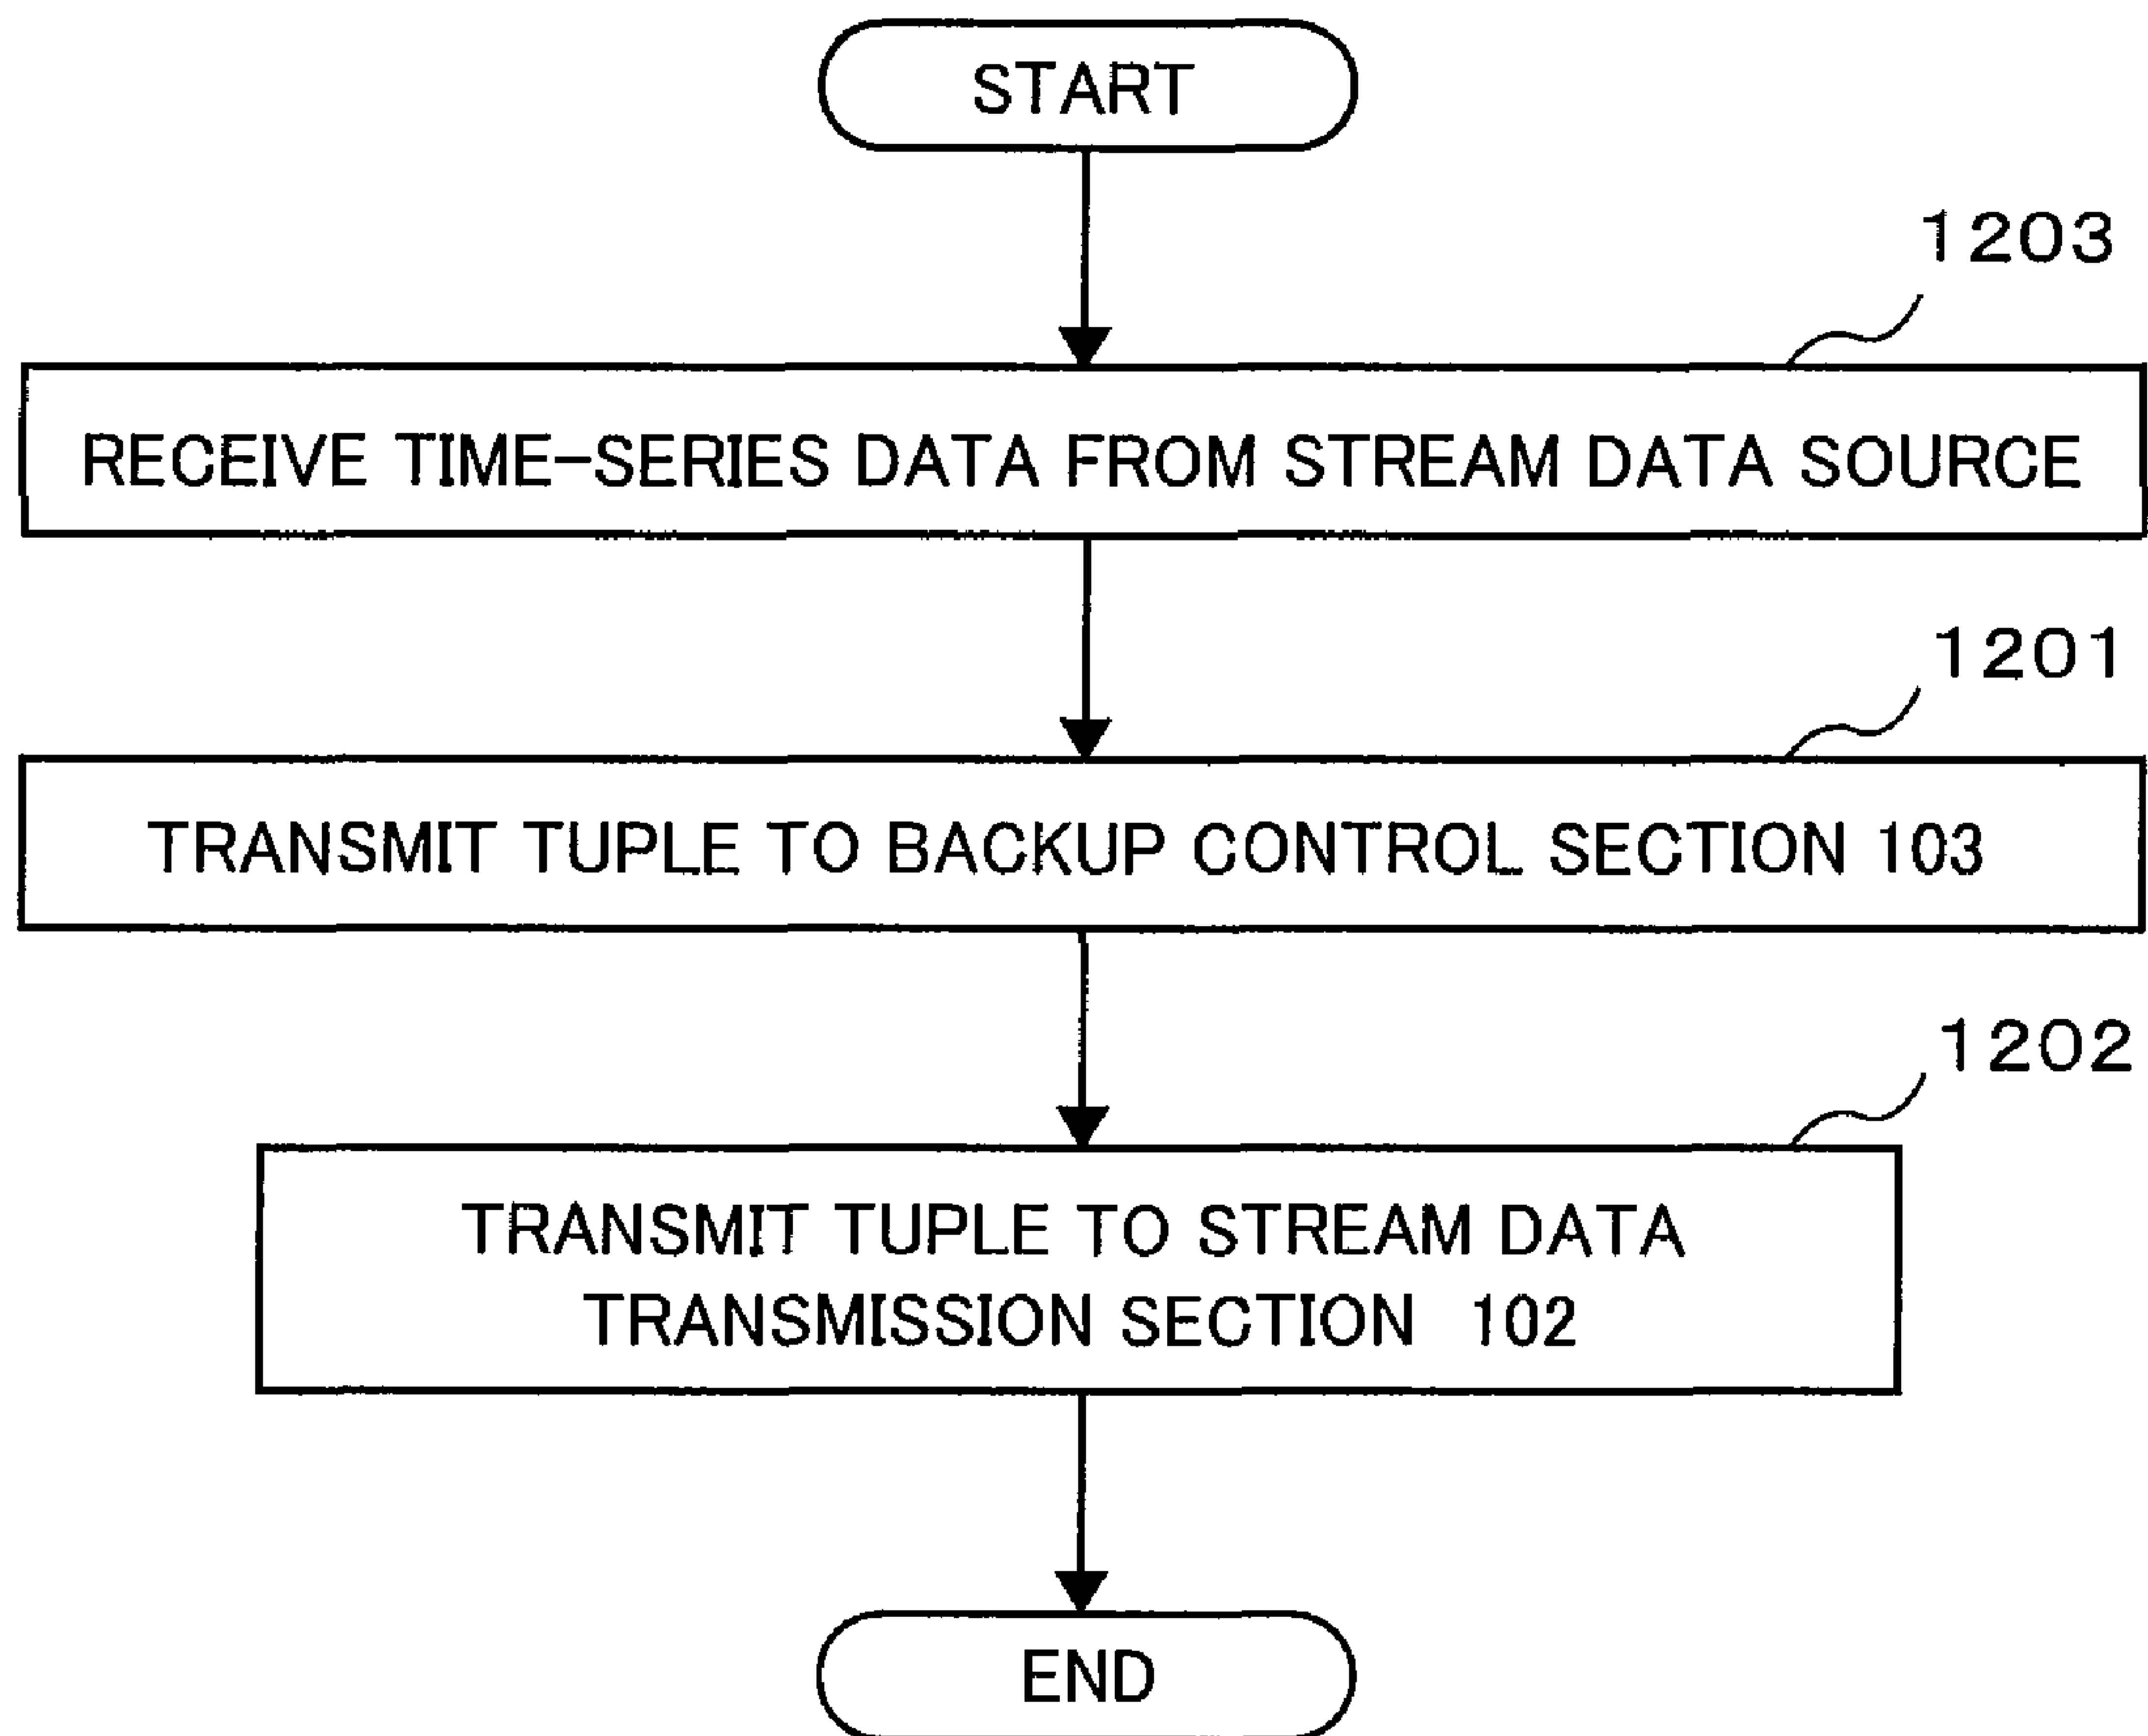 START
1203
RECEIVE TIME-SERIES DATA FROM STREAM DATA SOURCE
1201
TRANSMIT TUPLE TO BACKUP CONTROL SECTION 103
1202
TRANSMIT TUPLE TO STREAM DATA
TRANSMISSION SECTION 102
END